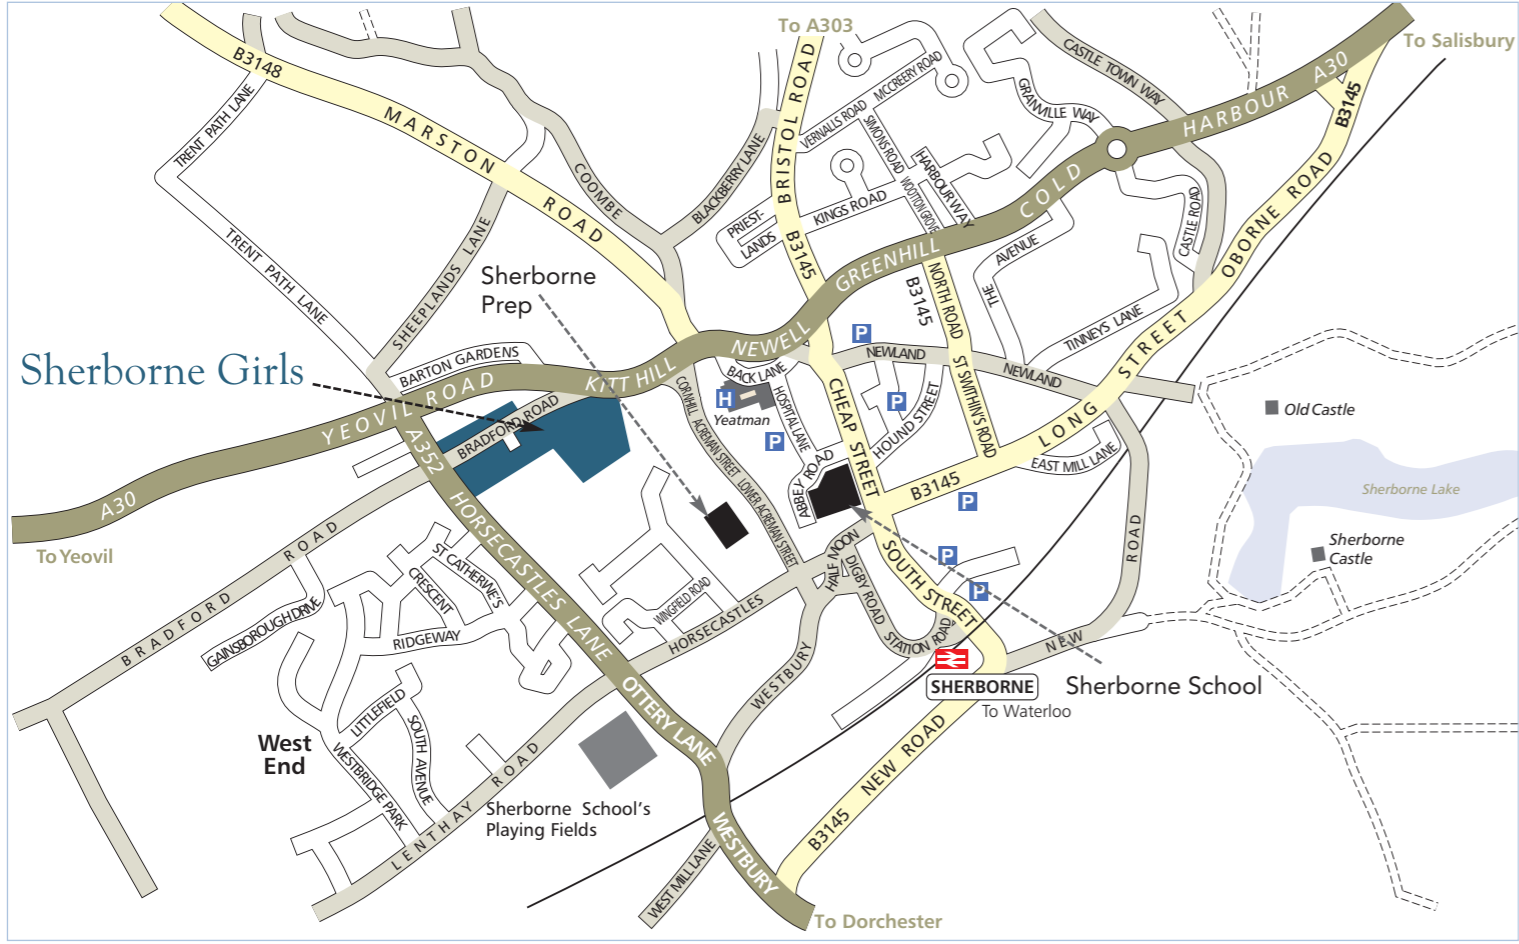 To A303
To Salisbury
B3148
MARSTON
ROAD
TRENT PATH LANE
TRENT PATH LANE
SHEEPLANDS LANE
COOMBE
BLACKBERRY LANE
BRISTOL ROAD
B3145
VERNALLS ROAD
MCCREERY ROAD
SIMONS ROAD
WOOTTON GROVE
HARBOUR WAY
KINGS ROAD
PRIEST-
LANDS
GRANVILLE WAY
CASTLE TOWN WAY
CASTLE ROAD
COLD
HARBOUR
A30
B3145
OBORNE ROAD
THE
AVENUE
TINNEYS LANE
GREENHILL
NORTH ROAD
B3145
Sherborne
Prep
Sherborne Girls
BARTON GARDENS
YEOVIL ROAD
KITT HILL
NEWELL
BACK LANE
H
Yeatman
HOSPITAL LANE
P
P
P
P
P
P
NEWLAND
NEWLAND
ST SWITHIN'S ROAD
LONG
STREET
EAST MILL LANE
B3145
CHEAP STREET
HOUND STREET
ABBEY ROAD
CORNHILL
ACREMAN STREET
LOWER ACREMAN STREET
BRADFORD ROAD
A352
A30
To Yeovil
Old Castle
Sherborne Lake
Sherborne
Castle
HORSECASTLES LANE
BRADFORD
ROAD
GAINSBOROUGH DRIVE
ST CATHERINE'S
CRESCENT
RIDGEWAY
WINGFIELD ROAD
HORSECASTLES
HALF MOON
DIGBY ROAD
SOUTH STREET
STATION ROAD
NEW
ROAD
WESTBURY
SHERBORNE
To Waterloo
Sherborne School
LITTLEFIELD
SOUTH AVENUE
WESTBRIDGE PARK
West
End
OTTERY LANE
LENTHAY
ROAD
Sherborne School's
Playing Fields
B3145
NEW ROAD
WEST MILL LANE
WESTBURY
To Dorchester